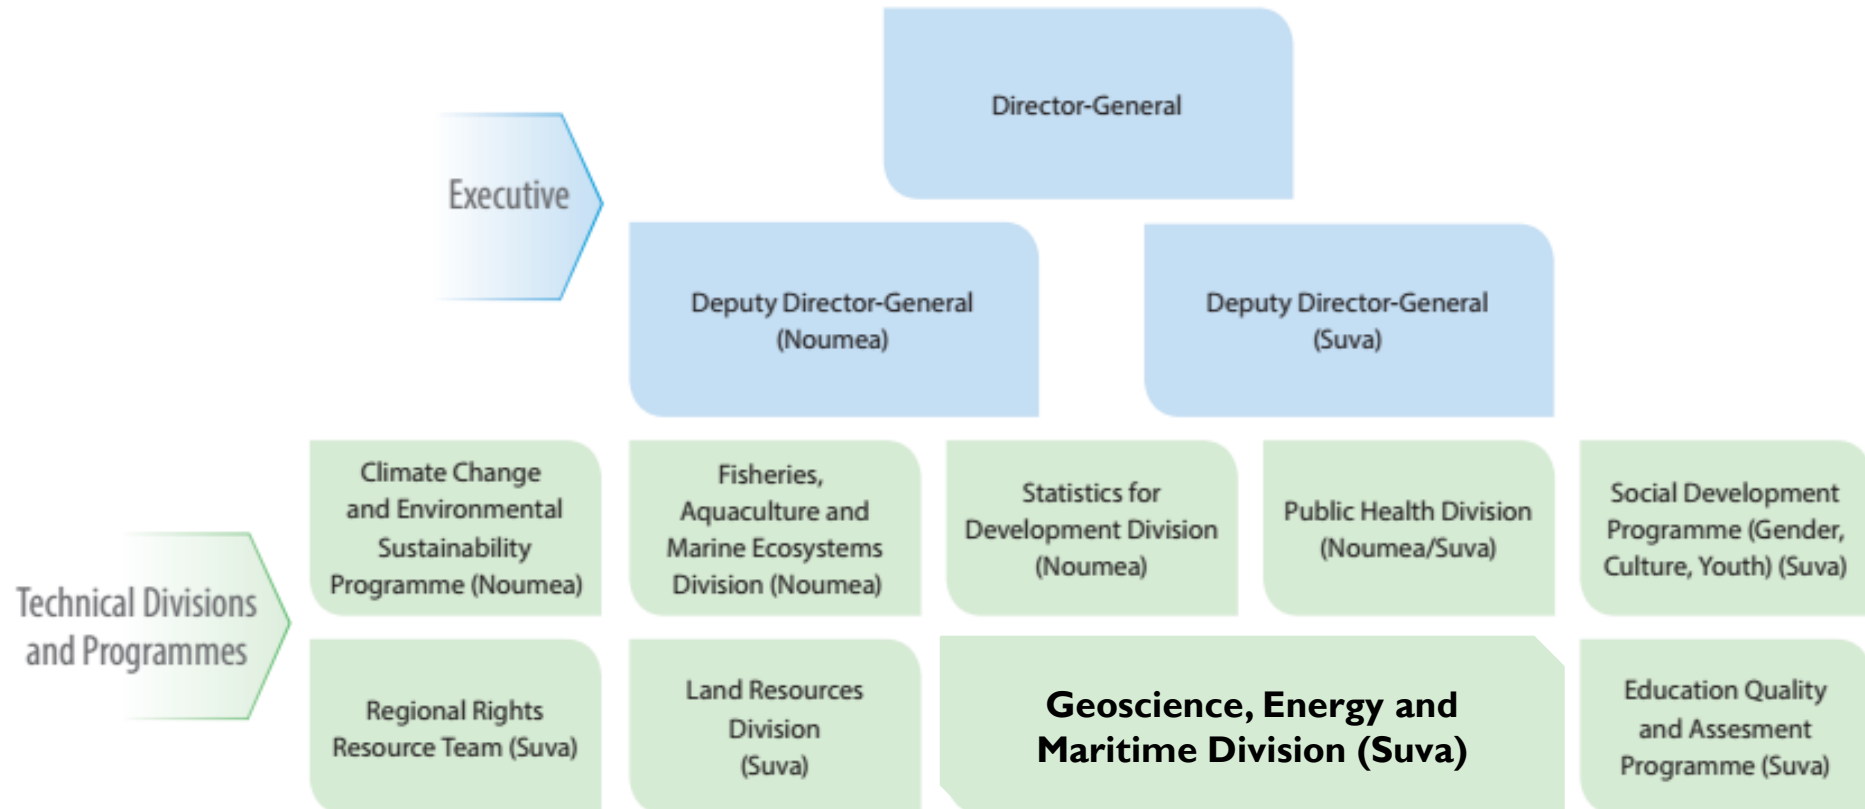 Director-General
Executive
Deputy Director-General
(Noumea)
Deputy Director-General
(Suva)
Technical Divisions
and Programmes
Climate Change
and Environmental
Sustainability
Programme (Noumea)
Fisheries,
Aquaculture and
Marine Ecosystems
Division (Noumea)
Statistics for
Development Division
(Noumea)
Public Health Division
(Noumea/Suva)
Social Development
Programme (Gender,
Culture, Youth) (Suva)
Regional Rights
Resource Team (Suva)
Land Resources
Division
(Suva)
Geoscience, Energy and
Maritime Division (Suva)
Education Quality
and Assesment
Programme (Suva)